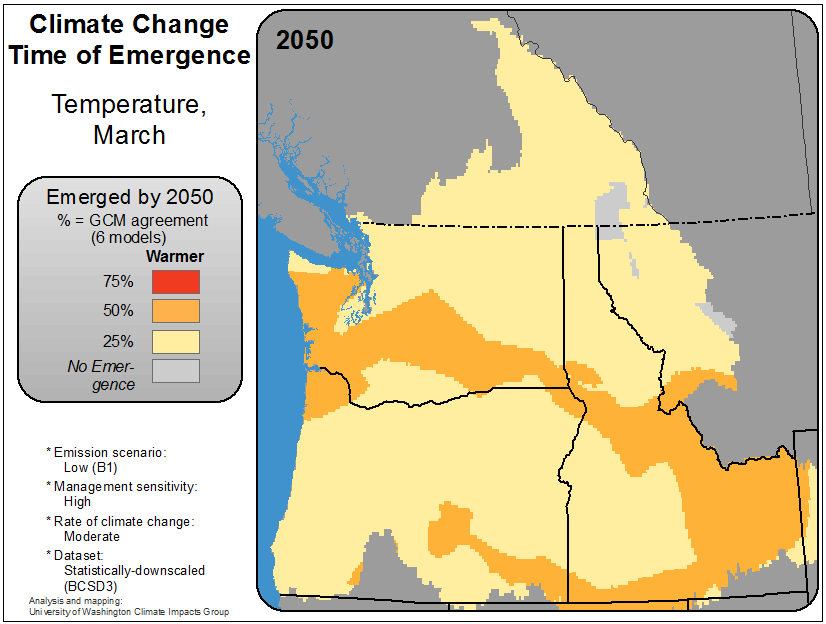 Climate Change
Time of Emergence
Temperature,
March
2050
Emerged by 2050
% = GCM agreement
(6 models)
Warmer
75%
50%
25%
No Emer-
gence
* Emission scenario:
Low (B1)
* Management sensitivity:
High
* Rate of climate change:
Moderate
* Dataset:
Statistically-downscaled
(BCSD3)
Analysis and mapping:
University of Washington Climate Impacts Group